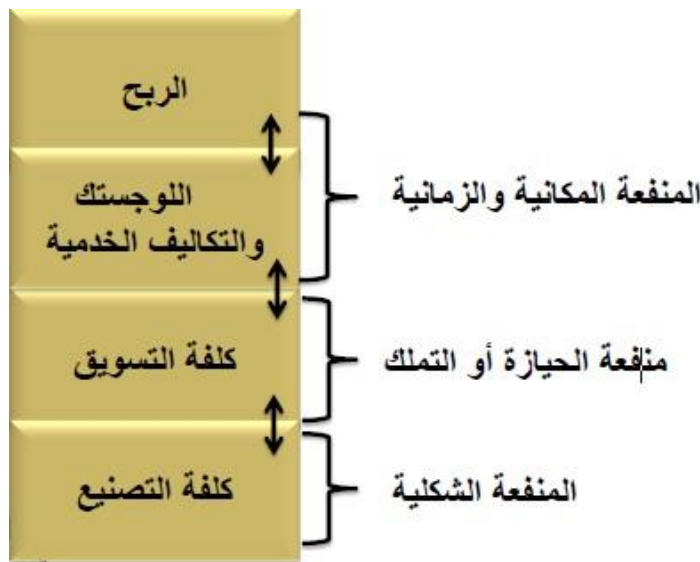 الربح
اللوجستك
والتكاليف الخدمية
المنفعة المكانية والزمانية
كلفة التسويق
منافعة الحيازة أو التملك
كلفة التصنيع
المنفعة الشكلية